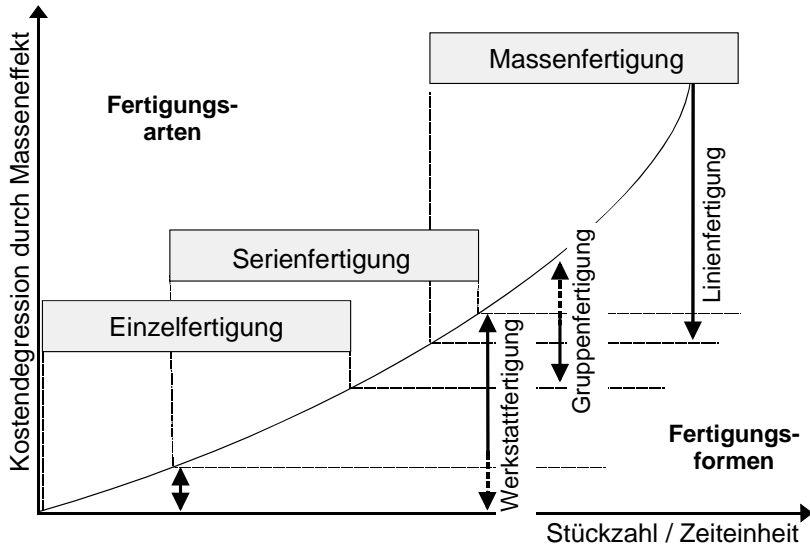 Kostendegression durch Masseneffekt
Massenfertigung
Fertigungs-
arten
Serienfertigung
Einzelfertigung
Werkstattfertigung
Gruppenfertigung
Linienfertigung
Fertigungs-
formen
Stückzahl / Zeiteinheit